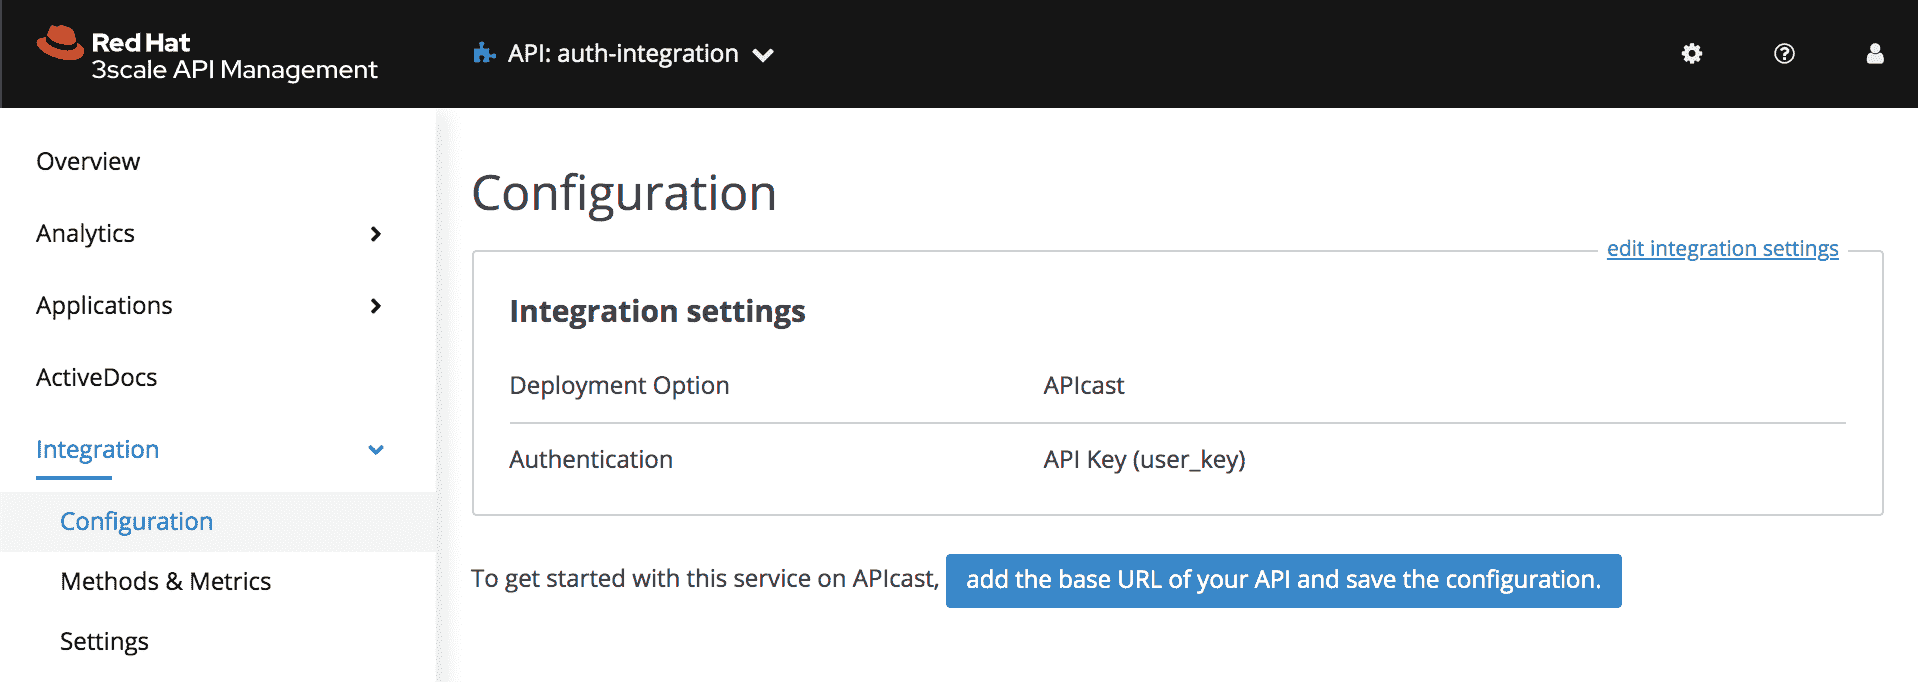 Red Hat
3scale API Management
API: auth-integration
Overview
Analytics
Applications
ActiveDocs
Integration
Configuration
Methods & Metrics
Settings
Configuration
edit integration settings
Integration settings
Deployment Option APIcast
Authentication API Key (user_key)
To get started with this service on APIcast, add the base URL of your API and save the configuration.